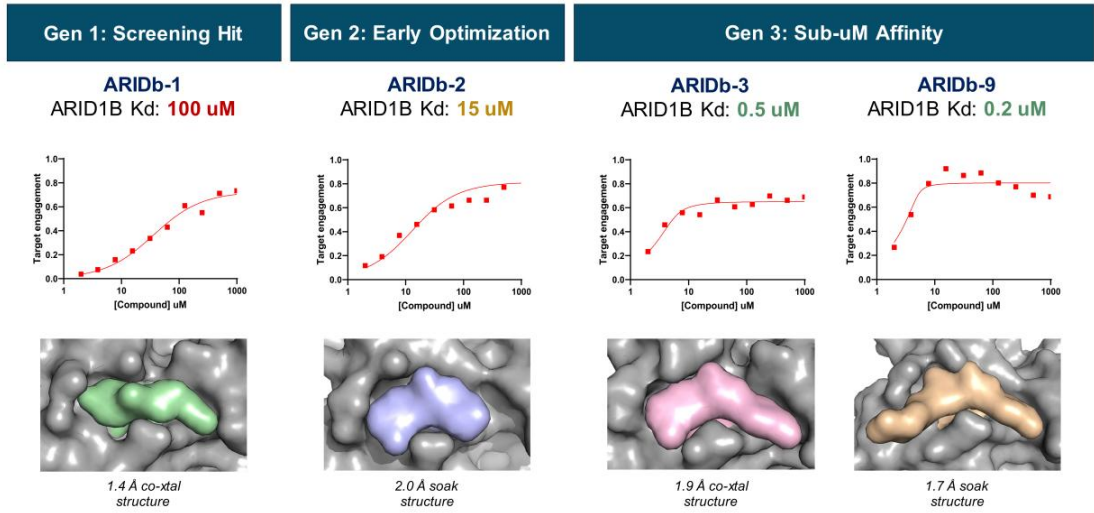 Gen 1: Screening Hit
Gen 2: Early Optimization
Gen 3: Sub-uM Affinity
ARIDb-1
ARID1B Kd: 100 uM
ARIDb-2
ARID1B Kd: 15 uM
ARIDb-3
ARID1B Kd: 0.5 uM
ARIDb-9
ARID1B Kd: 0.2 uM
Target engagement
1.0
0.8
0.6
0.4
0.2
0.0
1
10
100
1000
[Compound] uM
Target engagement
1.0
0.8
0.6
0.4
0.2
0.0
1
10
100
1000
[Compound] uM
Target engagement
1.0
0.8
0.6
0.4
0.2
0.0
1
10
100
1000
[Compound] uM
Target engagement
1.0
0.8
0.6
0.4
0.2
0.0
1
10
100
1000
[Compound] uM
1.4 Å co-xtal
structure
2.0 Å soak
structure
1.9 Å co-xtal
structure
1.7 Å soak
structure